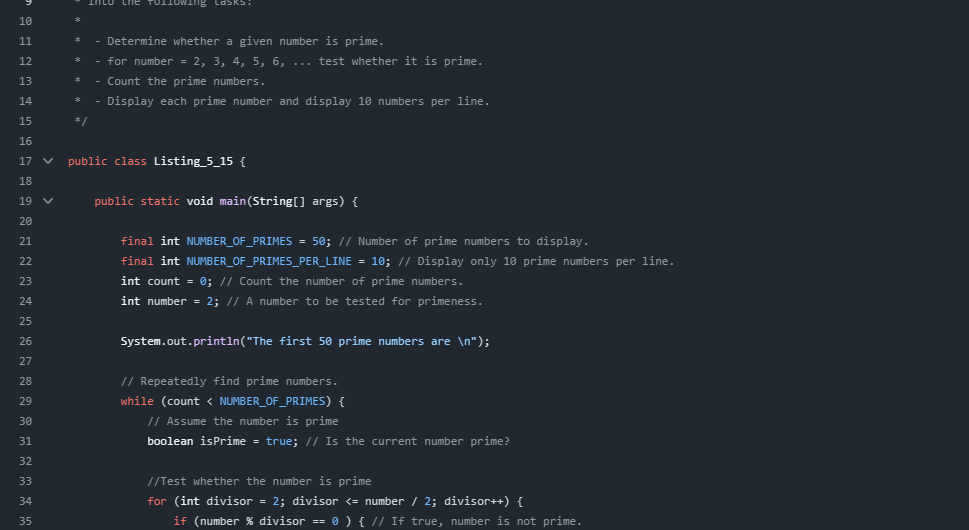 9 * into the following tasks:
10 *
11 * - Determine whether a given number is prime.
12 * - for number = 2, 3, 4, 5, 6, ... test whether it is prime.
13 * - Count the prime numbers.
14 * - Display each prime number and display 10 numbers per line.
15 */
16
17 public class Listing_5_15 {
18
19 public static void main(String[] args) {
20
21 final int NUMBER_OF_PRIMES = 50; // Number of prime numbers to display.
22 final int NUMBER_OF_PRIMES_PER_LINE = 10; // Display only 10 prime numbers per line.
23 int count = 0; // Count the number of prime numbers.
24 int number = 2; // A number to be tested for primeness.
25
26 System.out.println("The first 50 prime numbers are \n");
27
28 // Repeatedly find prime numbers.
29 while (count < NUMBER_OF_PRIMES) {
30 // Assume the number is prime
31 boolean isPrime = true; // Is the current number prime?
32
33 //Test whether the number is prime
34 for (int divisor = 2; divisor <= number / 2; divisor++) {
35 if (number % divisor == 0 ) { // If true, number is not prime.